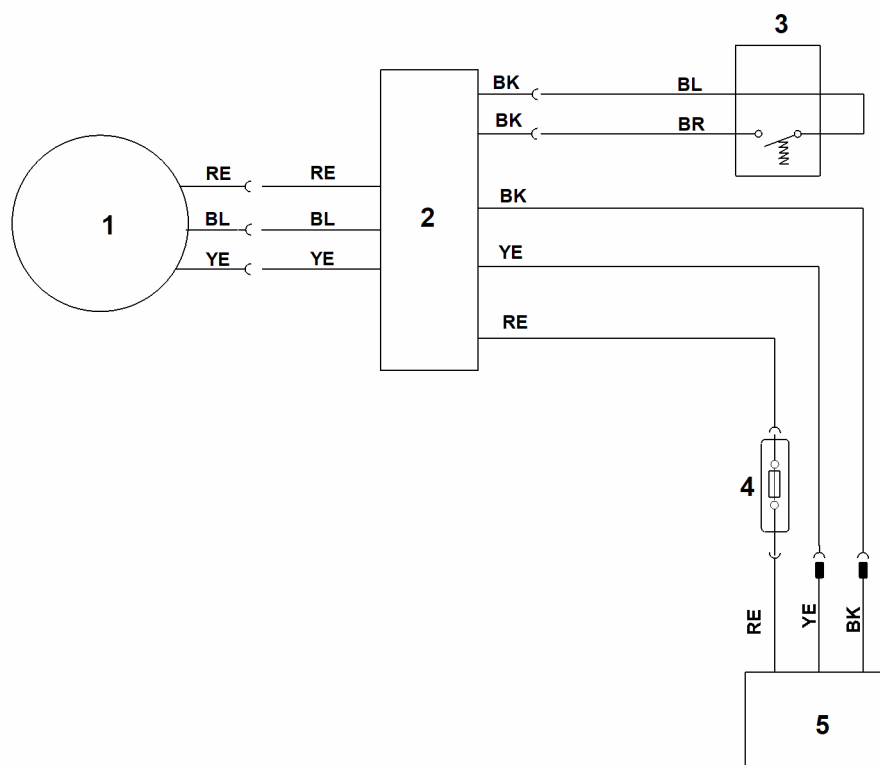 3
BK BL
BK BR
RE RE
BK
1 BL BL 2
YE YE YE
RE
4
RE YE BK
5